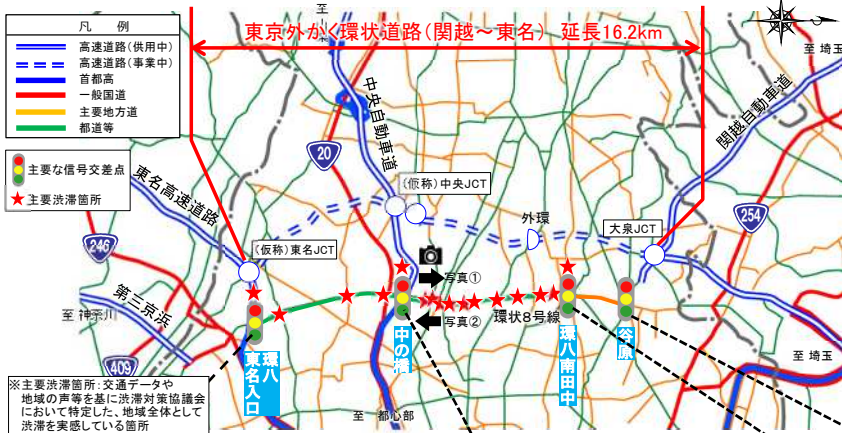 凡 例
高速道路(供用中)
高速道路(事業中)
首都高
一般国道
主要地方道
都道等
主要な信号交差点
主要渋滞箇所
東京外かく環状道路(関越～東名) 延長16.2km
至 埼玉
中央自動車道
関越自動車道
20
(仮称)中央JCT
東名高速道路
外環
大泉JCT
254
246
(仮称)東名JCT
写真①
第三京浜
至 神奈川
写真②
環状8号線
409
環八
東名入口
中の橋
環八南田中
谷原
至 埼玉
至 都心部
※主要渋滞箇所:交通データや
地域の声等を基に渋滞対策協議会
において特定した、地域全体として
渋滞を実感している箇所